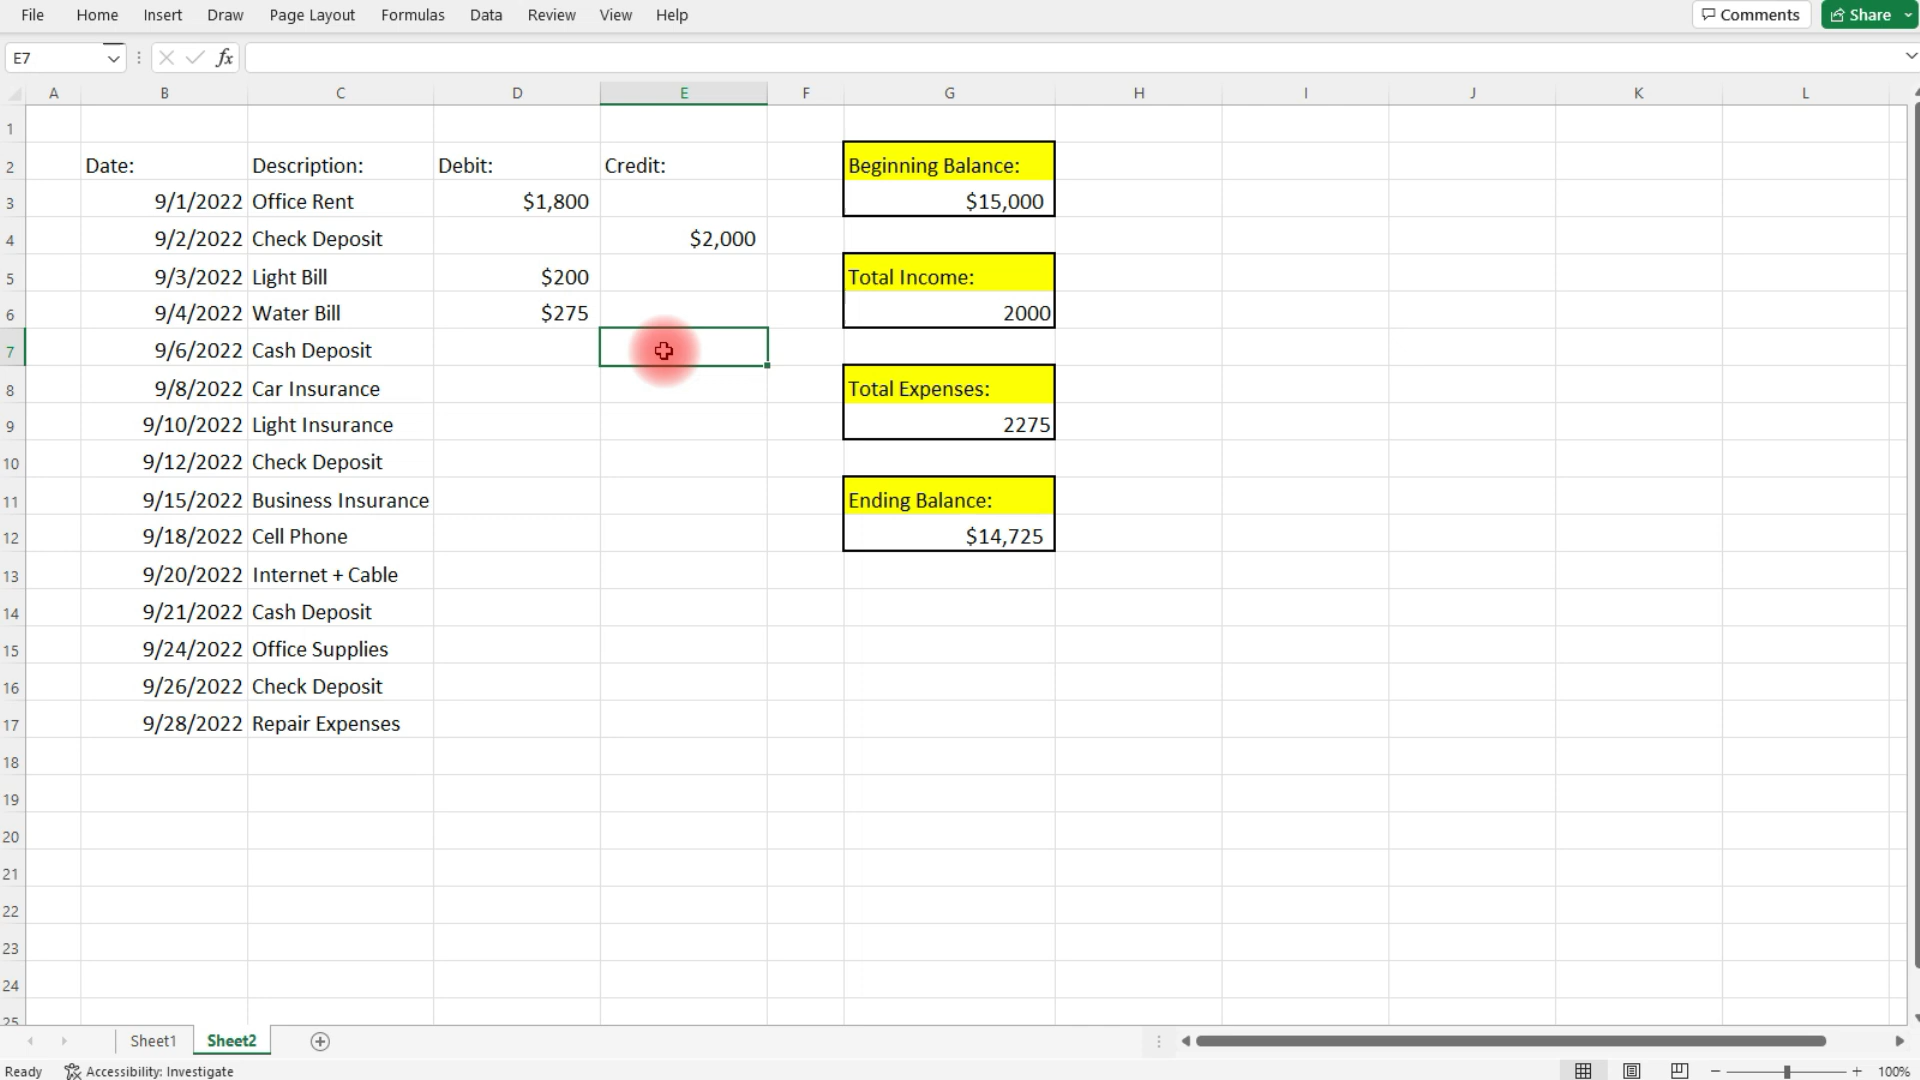 File Home Insert Draw Page Layout Formulas Data Review View Help Comments Share
E7 fx
A B C D E F G H I J K L
1
2 Date: Description: Debit: Credit: Beginning Balance:
3 9/1/2022 Office Rent $1,800 $15,000
4 9/2/2022 Check Deposit $2,000
5 9/3/2022 Light Bill $200 Total Income:
6 9/4/2022 Water Bill $275 2000
7 9/6/2022 Cash Deposit
8 9/8/2022 Car Insurance Total Expenses:
9 9/10/2022 Light Insurance 2275
10 9/12/2022 Check Deposit
11 9/15/2022 Business Insurance Ending Balance:
12 9/18/2022 Cell Phone $14,725
13 9/20/2022 Internet + Cable
14 9/21/2022 Cash Deposit
15 9/24/2022 Office Supplies
16 9/26/2022 Check Deposit
17 9/28/2022 Repair Expenses
18
19
20
21
22
23
24
25
Sheet1 Sheet2
Ready Accessibility: Investigate 100%